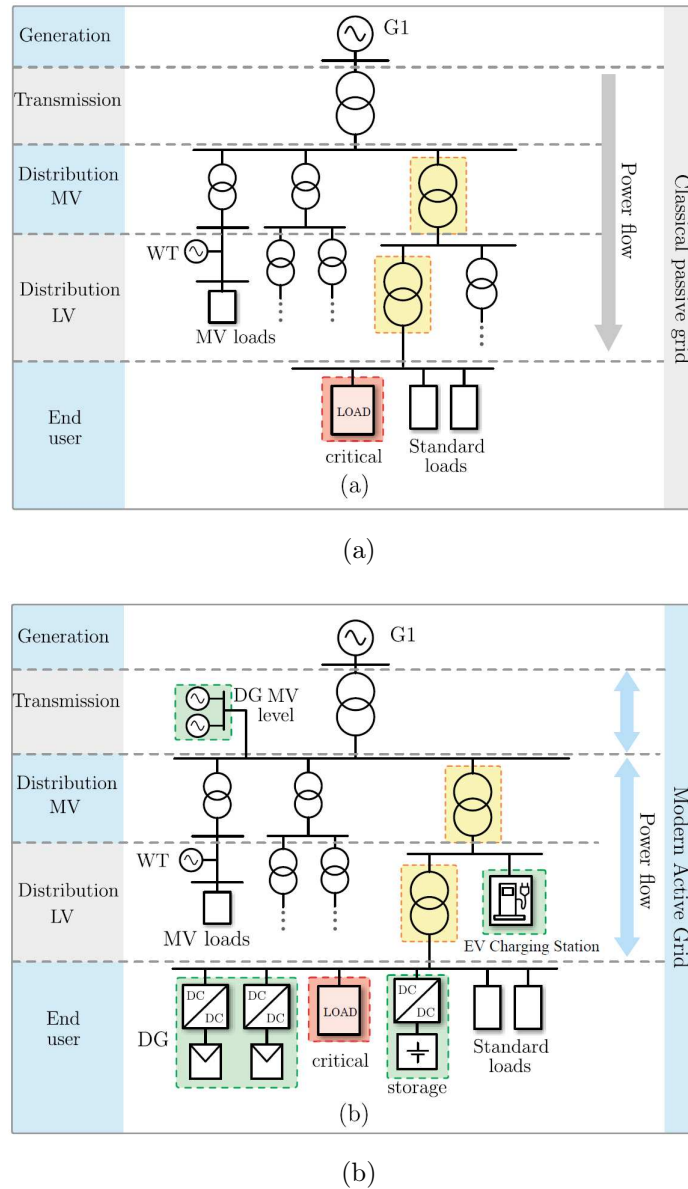 Generation
G1
Transmission
Distribution
MV
WT
Distribution
LV
MV loads
Power flow
Classical passive grid
LOAD
End
user
critical
Standard
loads
(a)
(a)
Generation
G1
Transmission
DG MV
level
Distribution
MV
WT
Distribution
LV
MV loads
EV Charging Station
Power flow
Modern Active Grid
DC
DC
DC
DC
LOAD
DC
DC
End
user
DG
critical
storage
Standard
loads
(b)
(b)